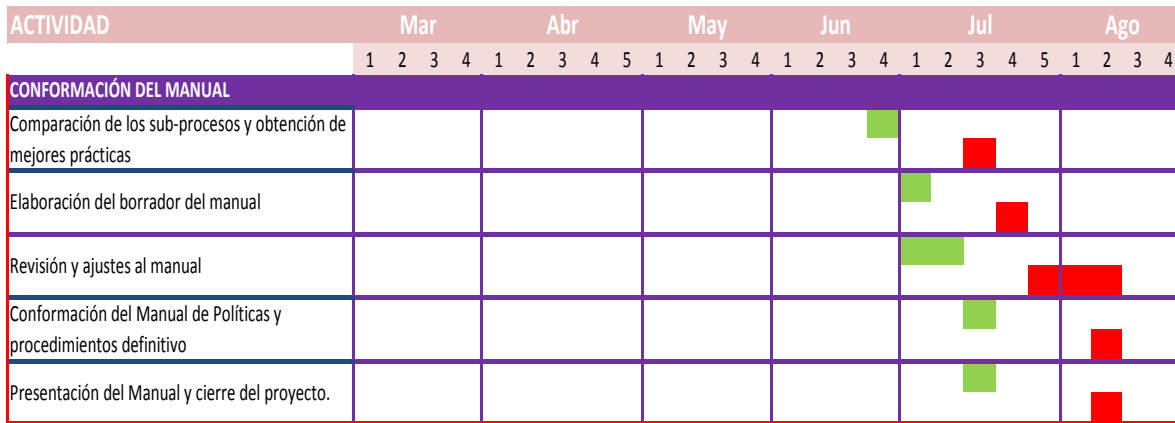 ACTIVIDAD Mar Abr May Jun Jul Ago
1 2 3 4 1 2 3 4 5 1 2 3 4 1 2 3 4 1 2 3 4 5 1 2 3 4
CONFORMACIÓN DEL MANUAL
Comparación de los sub-procesos y obtención de
mejores prácticas
Elaboración del borrador del manual
Revisión y ajustes al manual
Conformación del Manual de Políticas y
procedimientos definitivo
Presentación del Manual y cierre del proyecto.